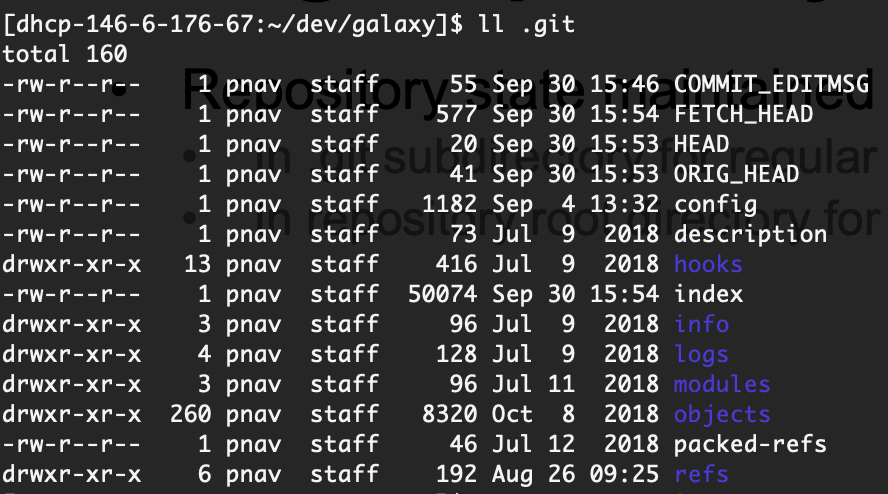 [dhcp-146-6-176-67:~/dev/galaxy]$ ll .git
total 160
-rw-r--r-- 1 pnav staff 55 Sep 30 15:46 COMMIT_EDITMSG
-rw-r--r-- 1 pnav staff 577 Sep 30 15:54 FETCH_HEAD
-rw-r--r-- 1 pnav staff 20 Sep 30 15:53 HEAD
-rw-r--r-- 1 pnav staff 41 Sep 30 15:53 ORIG_HEAD
-rw-r--r-- 1 pnav staff 1182 Sep 4 13:32 config
-rw-r--r-- 1 pnav staff 73 Jul 9 2018 description
drwxr-xr-x 13 pnav staff 416 Jul 9 2018 hooks
-rw-r--r-- 1 pnav staff 50074 Sep 30 15:54 index
drwxr-xr-x 3 pnav staff 96 Jul 9 2018 info
drwxr-xr-x 4 pnav staff 128 Jul 9 2018 logs
drwxr-xr-x 3 pnav staff 96 Jul 11 2018 modules
drwxr-xr-x 260 pnav staff 8320 Oct 8 2018 objects
-rw-r--r-- 1 pnav staff 46 Jul 12 2018 packed-refs
drwxr-xr-x 6 pnav staff 192 Aug 26 09:25 refs
• Repository state maintained
• in .git subdirectory for regular
• in repository root directory for